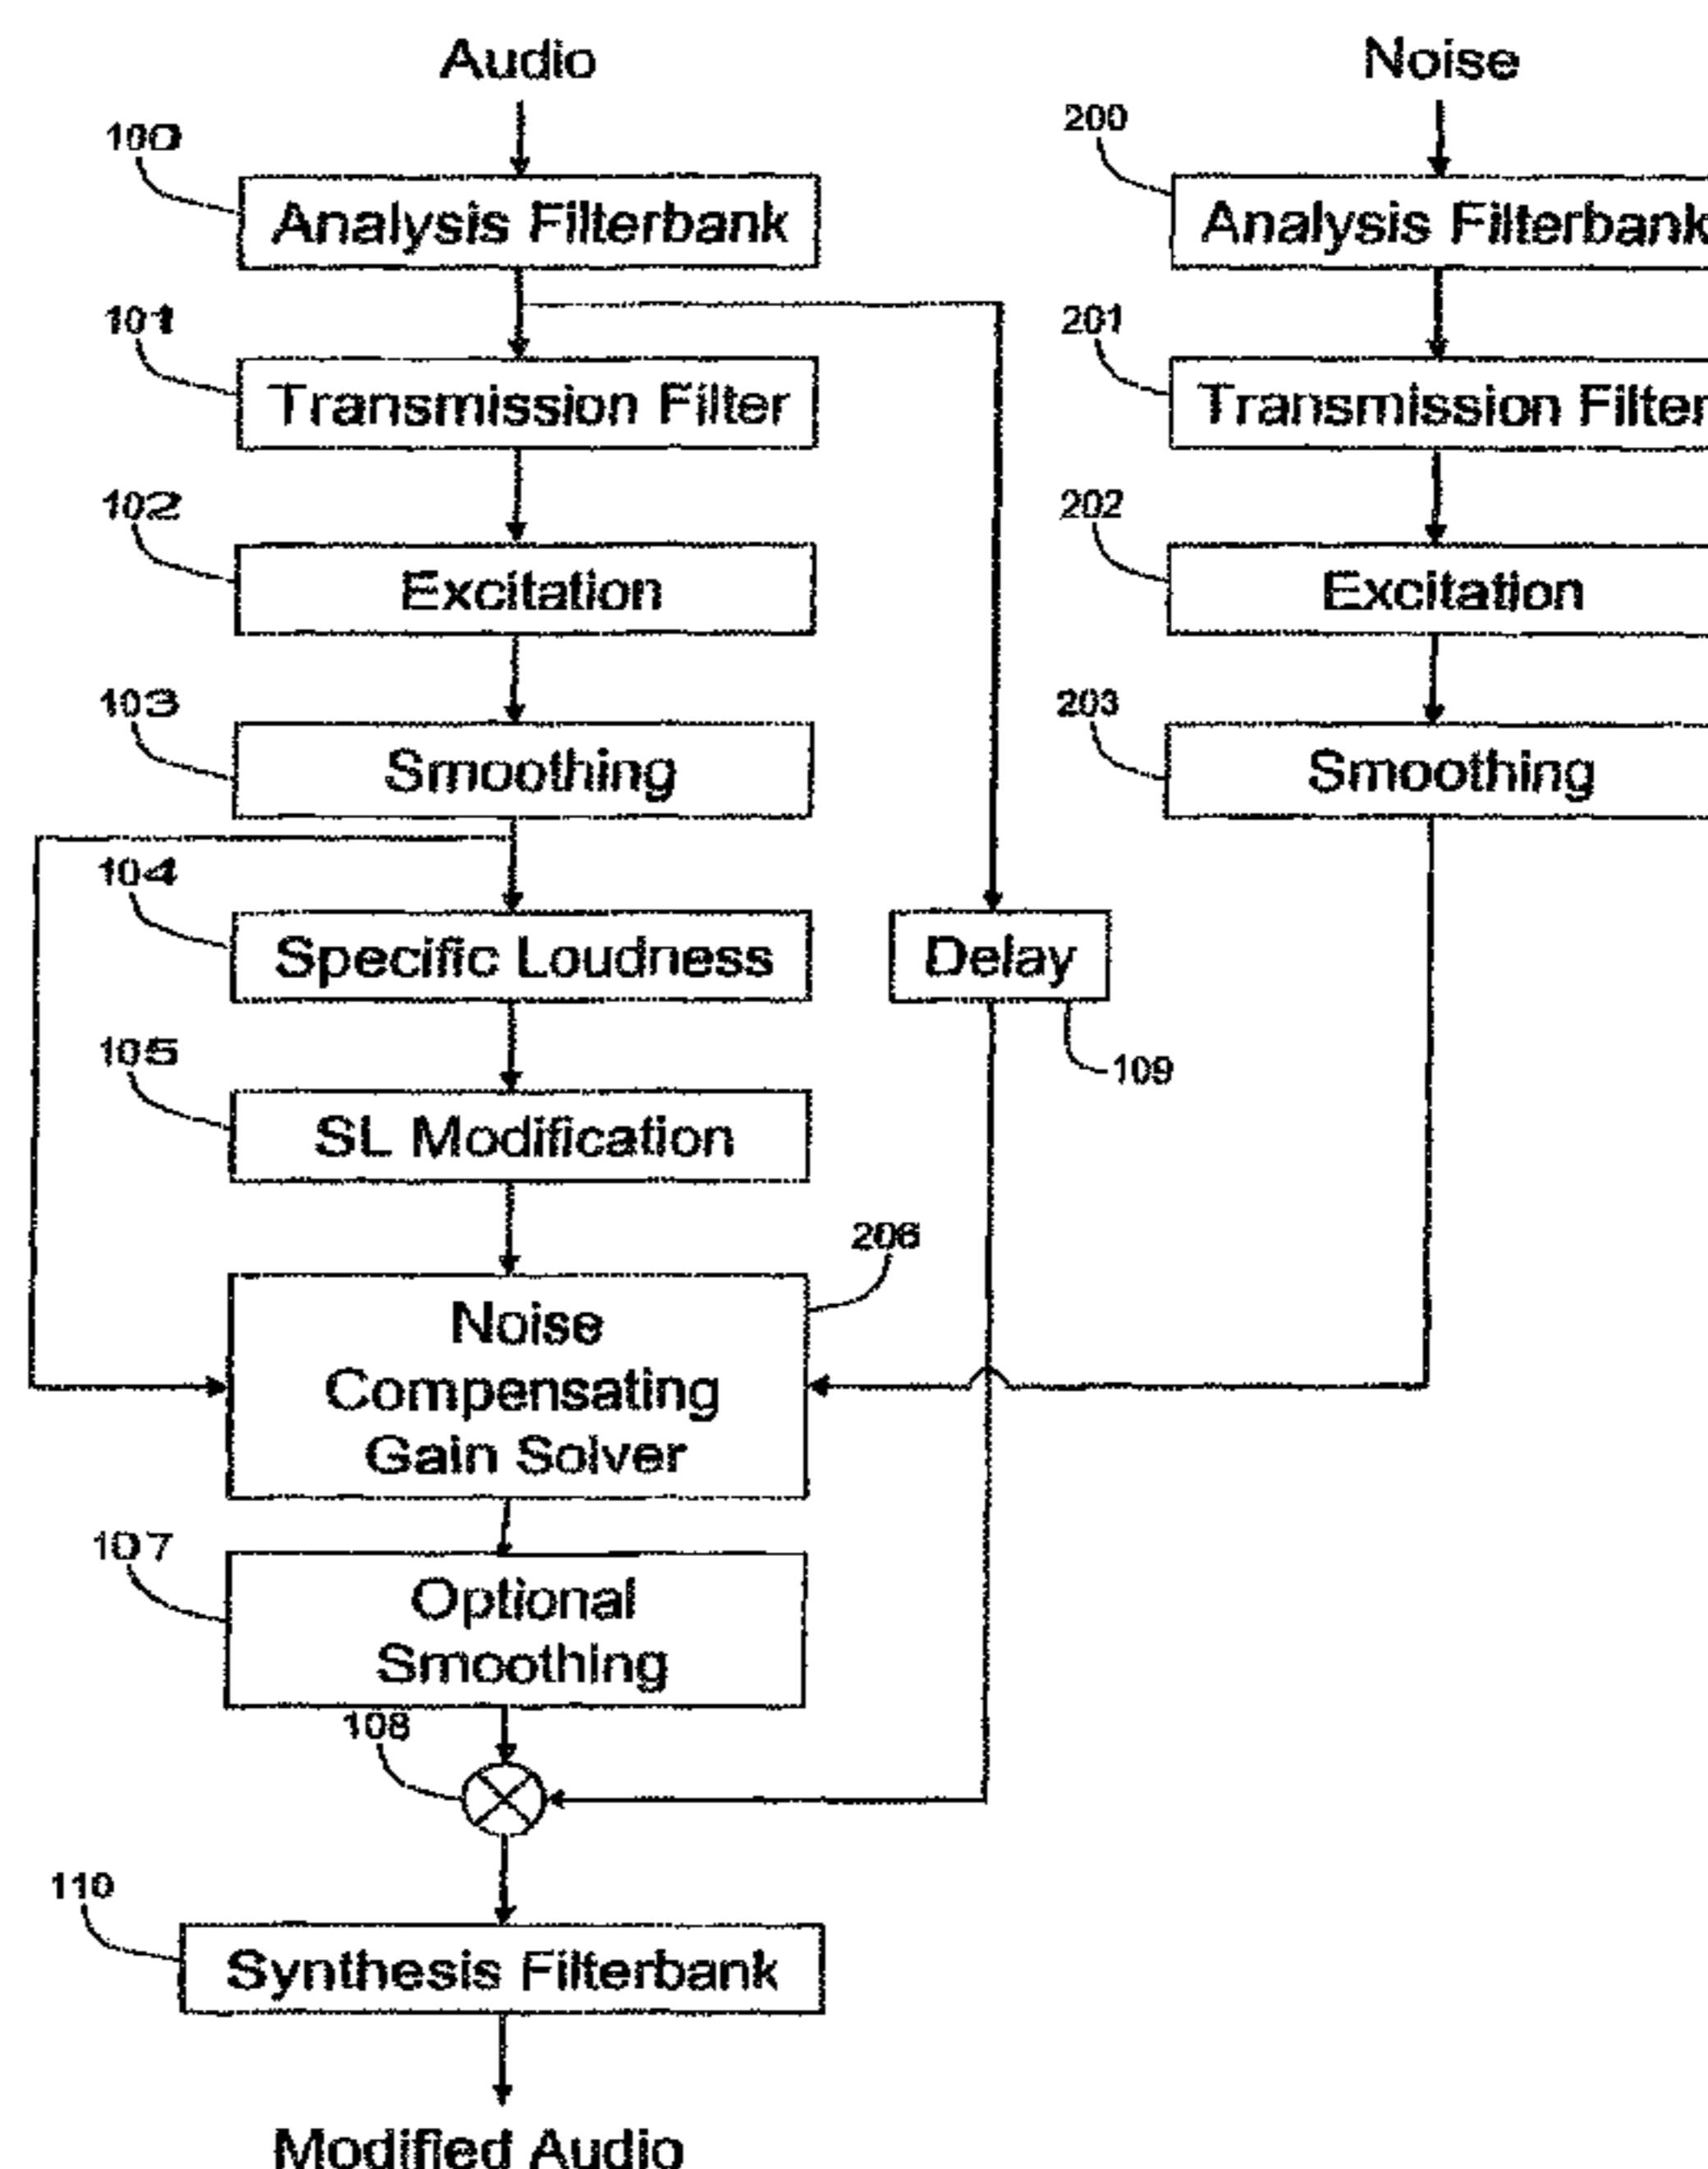 Audio
100
Analysis Filterbank
101
Transmission Filter
102
Excitation
103
Smoothing
104
Specific Loudness
105
SL Modification
206
Noise
Compensating
Gain Solver
107
Optional
Smoothing
108
110
Synthesis Filterbank
Modified Audio
Delay
109
Noise
200
Analysis Filterbank
201
Transmission Filter
202
Excitation
203
Smoothing